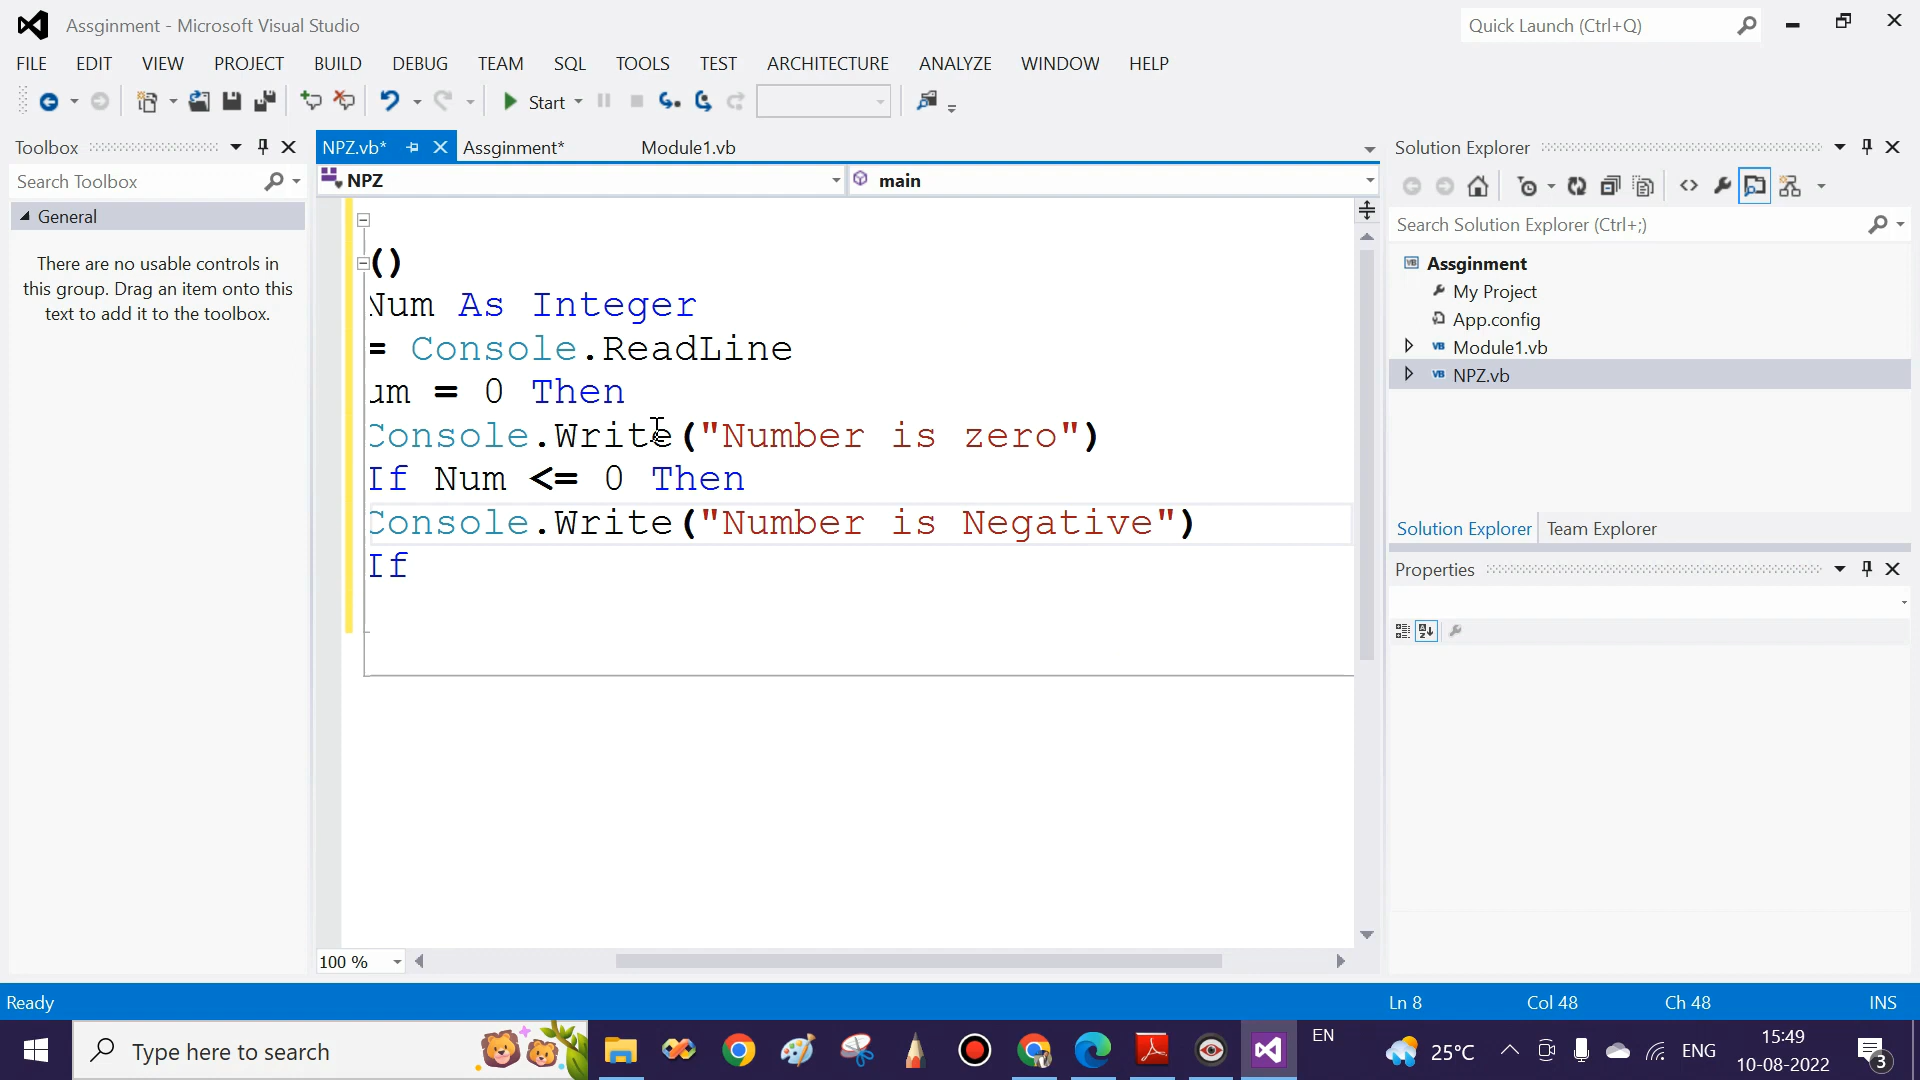 Assginment - Microsoft Visual Studio
Quick Launch (Ctrl+Q)
FILE EDIT VIEW PROJECT BUILD DEBUG TEAM SQL TOOLS TEST ARCHITECTURE ANALYZE WINDOW HELP
Start
Toolbox
Search Toolbox
General
There are no usable controls in
this group. Drag an item onto this
text to add it to the toolbox.
NPZ.vb* Assginment* Module1.vb
NPZ main
()
Num As Integer
= Console.ReadLine
um = 0 Then
Console.Write("Number is zero")
If Num <= 0 Then
Console.Write("Number is Negative")
If
100 %
Solution Explorer
Search Solution Explorer (Ctrl+;)
Assginment
My Project
App.config
Module1.vb
NPZ.vb
Solution Explorer Team Explorer
Properties
Ready Ln 8 Col 48 Ch 48 INS
Type here to search
EN
25°C
ENG
15:49
10-08-2022
3